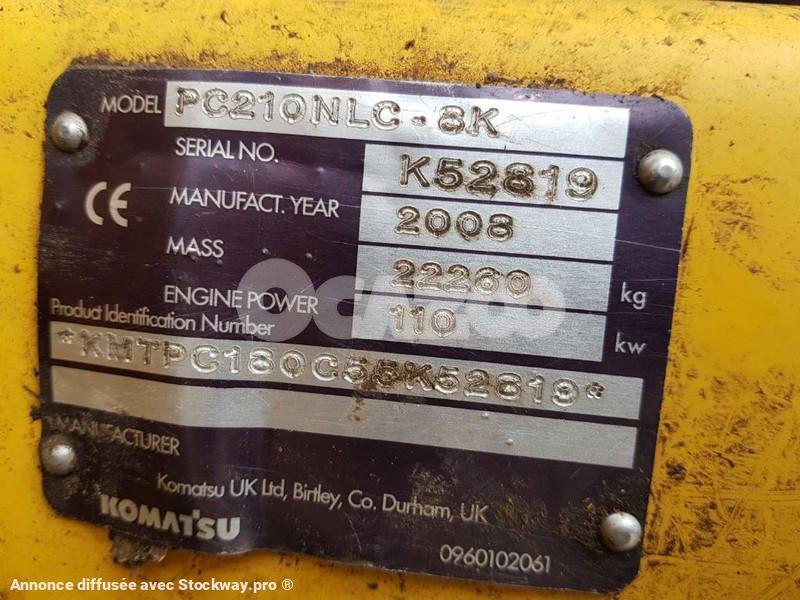 MODEL PC210NLC-8K
SERIAL NO. K52819
MANUFACT. YEAR 2008
MASS 22260 kg
ENGINE POWER 110 kw
Product Identification Number
*KMTPC180C58K52819*
MANUFACTURER
Komatsu UK Ltd, Birtley, Co. Durham, UK
KOMATSU
0960102061
CE
OCAZOO
Annonce diffusée avec Stockway.pro ®